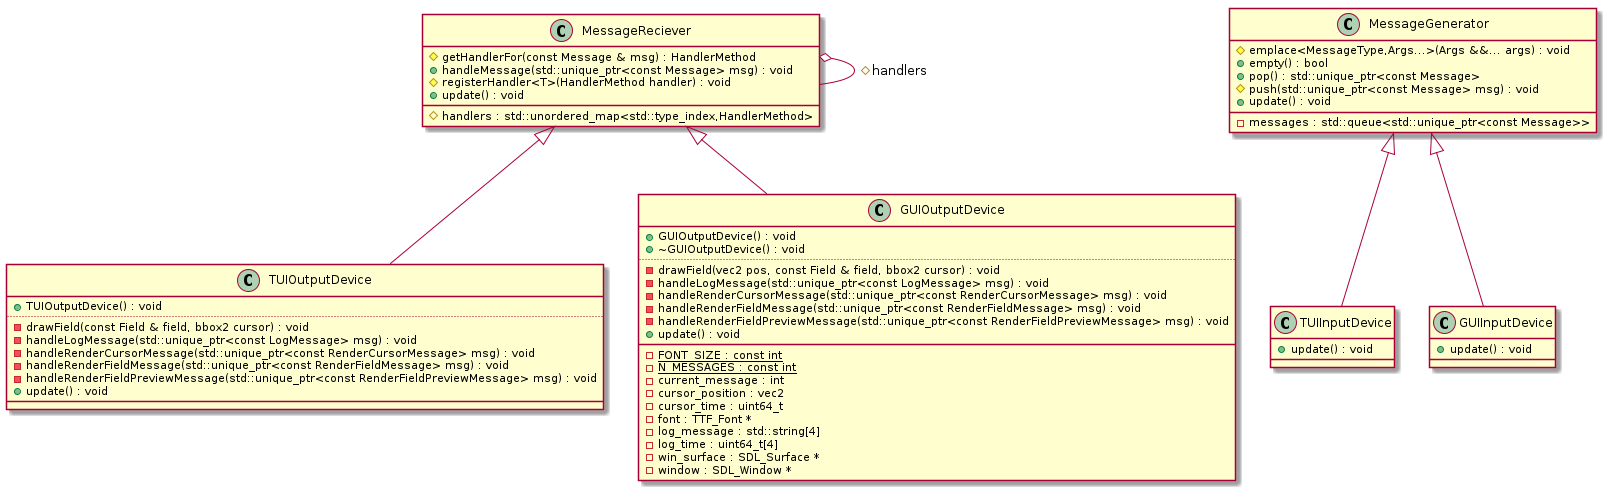 MessageReciever
getHandlerFor(const Message & msg) : HandlerMethod
handleMessage(std::unique_ptr<const Message> msg) : void
registerHandler<T>(HandlerMethod handler) : void
update() : void
handlers : std::unordered_map<std::type_index,HandlerMethod>
handlers
MessageGenerator
emplace<MessageType,Args...>(Args &&... args) : void
empty() : bool
pop() : std::unique_ptr<const Message>
push(std::unique_ptr<const Message> msg) : void
update() : void
messages : std::queue<std::unique_ptr<const Message>>
TUIOutputDevice
TUIOutputDevice() : void
drawField(const Field & field, bbox2 cursor) : void
handleLogMessage(std::unique_ptr<const LogMessage> msg) : void
handleRenderCursorMessage(std::unique_ptr<const RenderCursorMessage> msg) : void
handleRenderFieldMessage(std::unique_ptr<const RenderFieldMessage> msg) : void
handleRenderFieldPreviewMessage(std::unique_ptr<const RenderFieldPreviewMessage> msg) : void
update() : void
GUIOutputDevice
GUIOutputDevice() : void
~GUIOutputDevice() : void
drawField(vec2 pos, const Field & field, bbox2 cursor) : void
handleLogMessage(std::unique_ptr<const LogMessage> msg) : void
handleRenderCursorMessage(std::unique_ptr<const RenderCursorMessage> msg) : void
handleRenderFieldMessage(std::unique_ptr<const RenderFieldMessage> msg) : void
handleRenderFieldPreviewMessage(std::unique_ptr<const RenderFieldPreviewMessage> msg) : void
update() : void
FONT_SIZE : const int
N_MESSAGES : const int
current_message : int
cursor_position : vec2
cursor_time : uint64_t
font : TTF_Font *
log_message : std::string[4]
log_time : uint64_t[4]
win_surface : SDL_Surface *
window : SDL_Window *
TUIInputDevice
update() : void
GUIInputDevice
update() : void